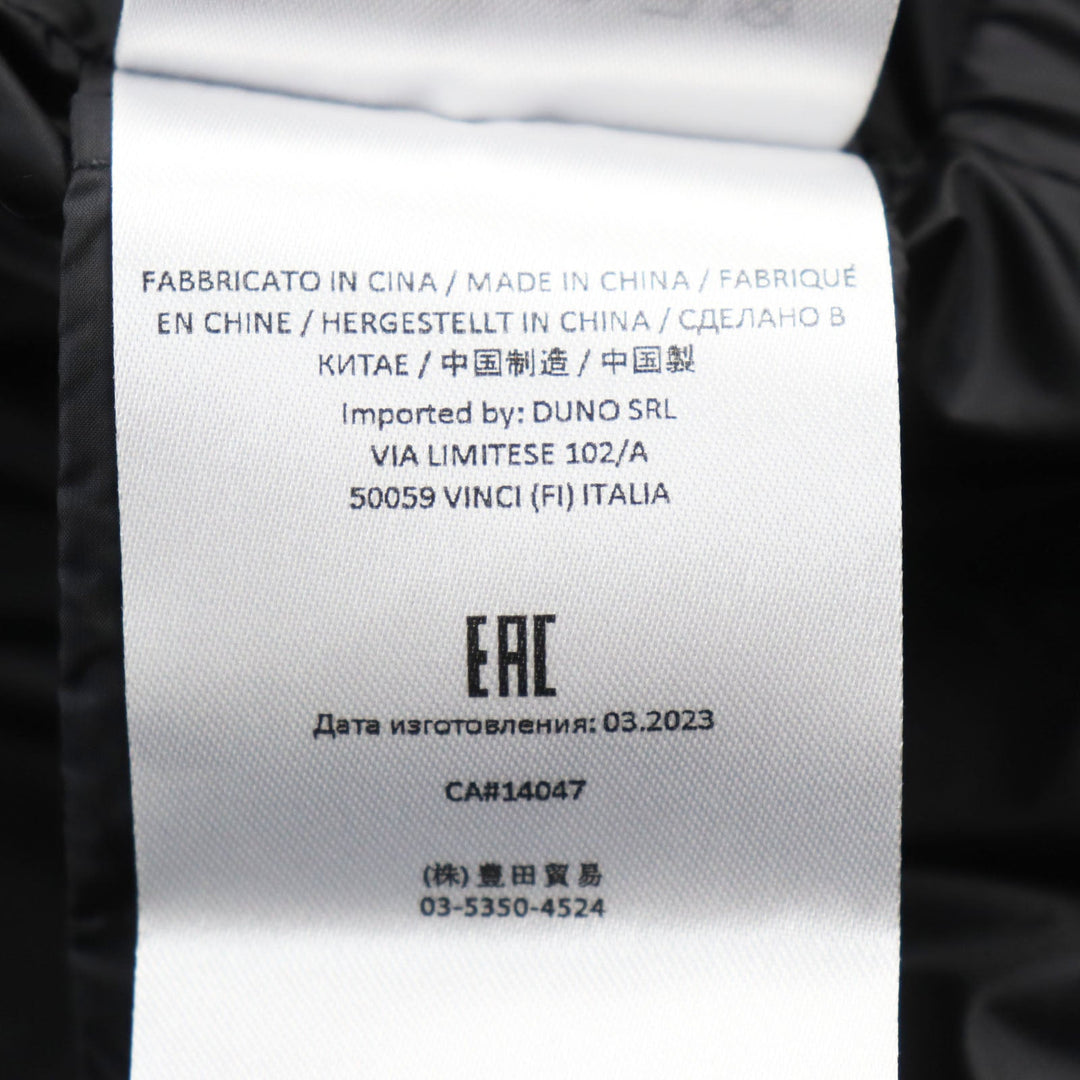 FABBRICATO IN CINA / MADE IN CHINA / FABRIQUÉ
EN CHINE / HERGESTELLT IN CHINA / СДЕЛАНО В
КИТАЕ / 中国制造 / 中国製
Imported by: DUNO SRL
VIA LIMITESE 102/A
50059 VINCI (FI) ITALIA
EAC
Дата изготовления: 03.2023
CA#14047
(株) 豊田貿易
03-5350-4524